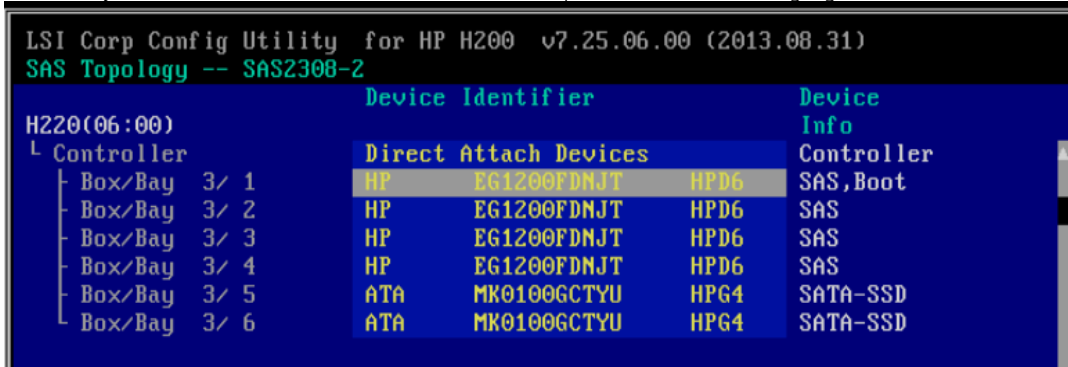 LSI Corp Config Utility for HP H200 v7.25.06.00 (2013.08.31)
SAS Topology -- SAS2308-2
Device Identifier Device
H220(06:00) Info
└ Controller Direct Attach Devices Controller
├ Box/Bay 3/ 1 HP EG1200FDNJT HPD6 SAS,Boot
├ Box/Bay 3/ 2 HP EG1200FDNJT HPD6 SAS
├ Box/Bay 3/ 3 HP EG1200FDNJT HPD6 SAS
├ Box/Bay 3/ 4 HP EG1200FDNJT HPD6 SAS
├ Box/Bay 3/ 5 ATA MK0100GCTYU HPG4 SATA-SSD
└ Box/Bay 3/ 6 ATA MK0100GCTYU HPG4 SATA-SSD